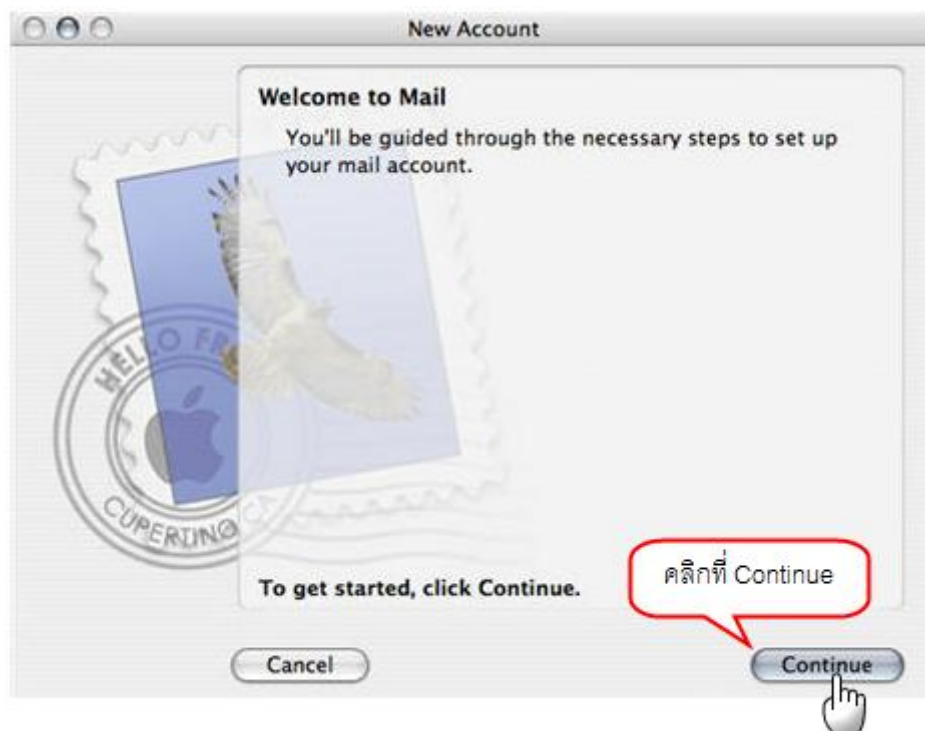 New Account
Welcome to Mail
You'll be guided through the necessary steps to set up
your mail account.
HELLO FR
CUPERTINO CA
คลิกที่ Continue
To get started, click Continue.
Cancel
Continue